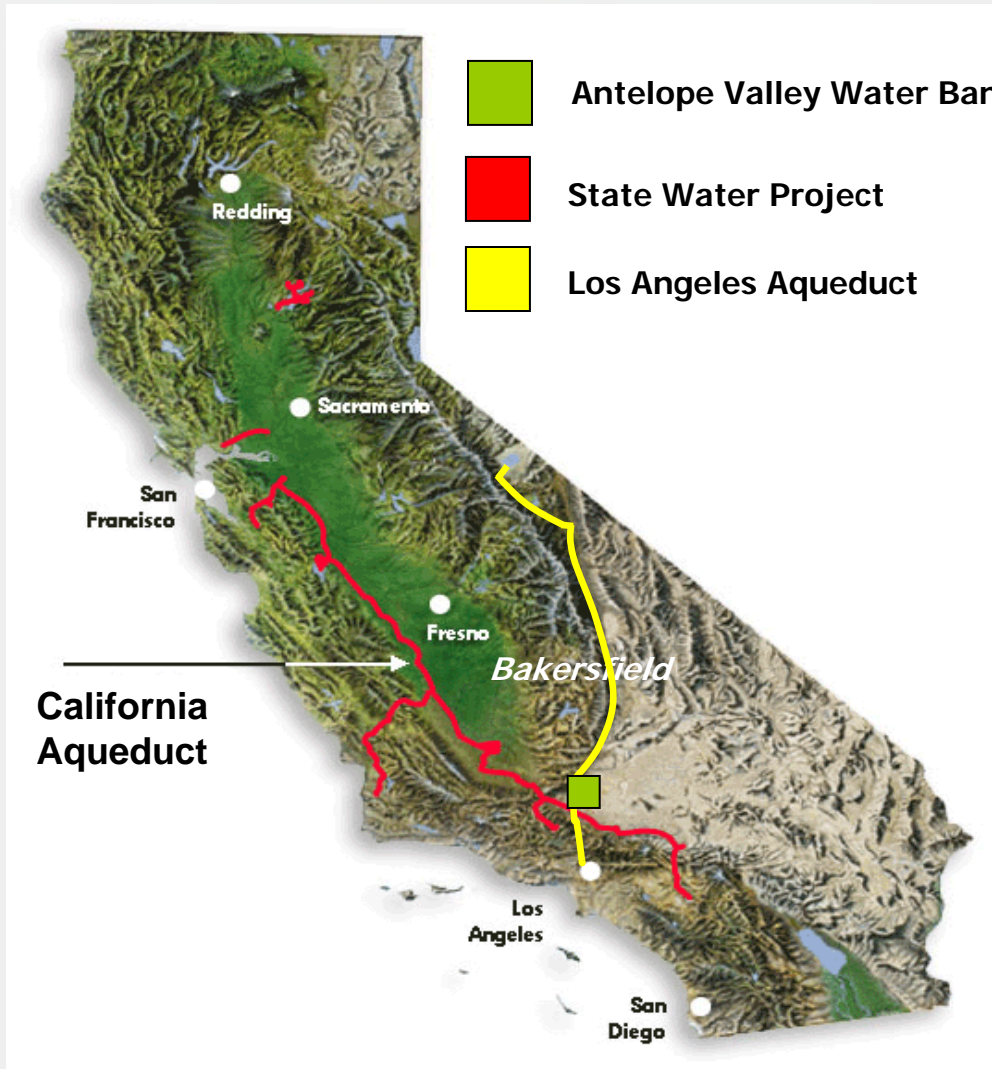 Antelope Valley Water Ban
State Water Project
Los Angeles Aqueduct
Redding
Sacramento
San
Francisco
Fresno
Bakersfield
California
Aqueduct
Los
Angeles
San
Diego